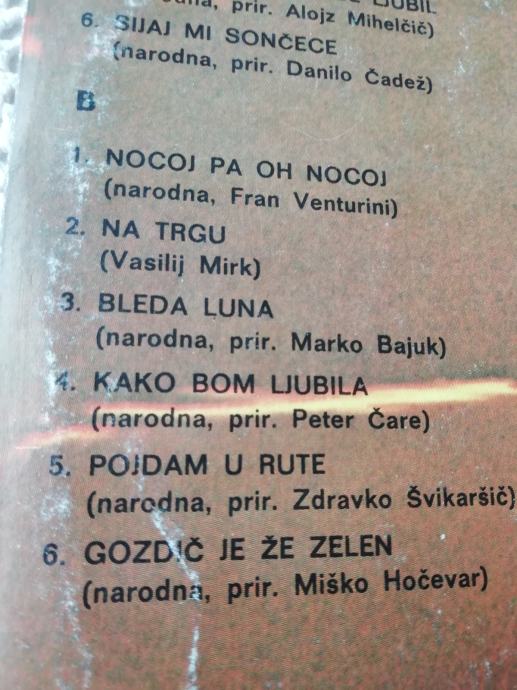 prir. Alojz Mihelčič)
6. SIJAJ MI SONČECE
(narodna, prir. Danilo Čadež)
B
1. NOCOJ PA OH NOCOJ
(narodna, Fran Venturini)
2. NA TRGU
(Vasilij Mirk)
3. BLEDA LUNA
(narodna, prir. Marko Bajuk)
4. KAKO BOM LJUBILA
(narodna, prir. Peter Čare)
5. POJDAM U RUTE
(narodna, prir. Zdravko Švikaršič)
6. GOZDIČ JE ŽE ZELEN
(narodna, prir. Miško Hočevar)